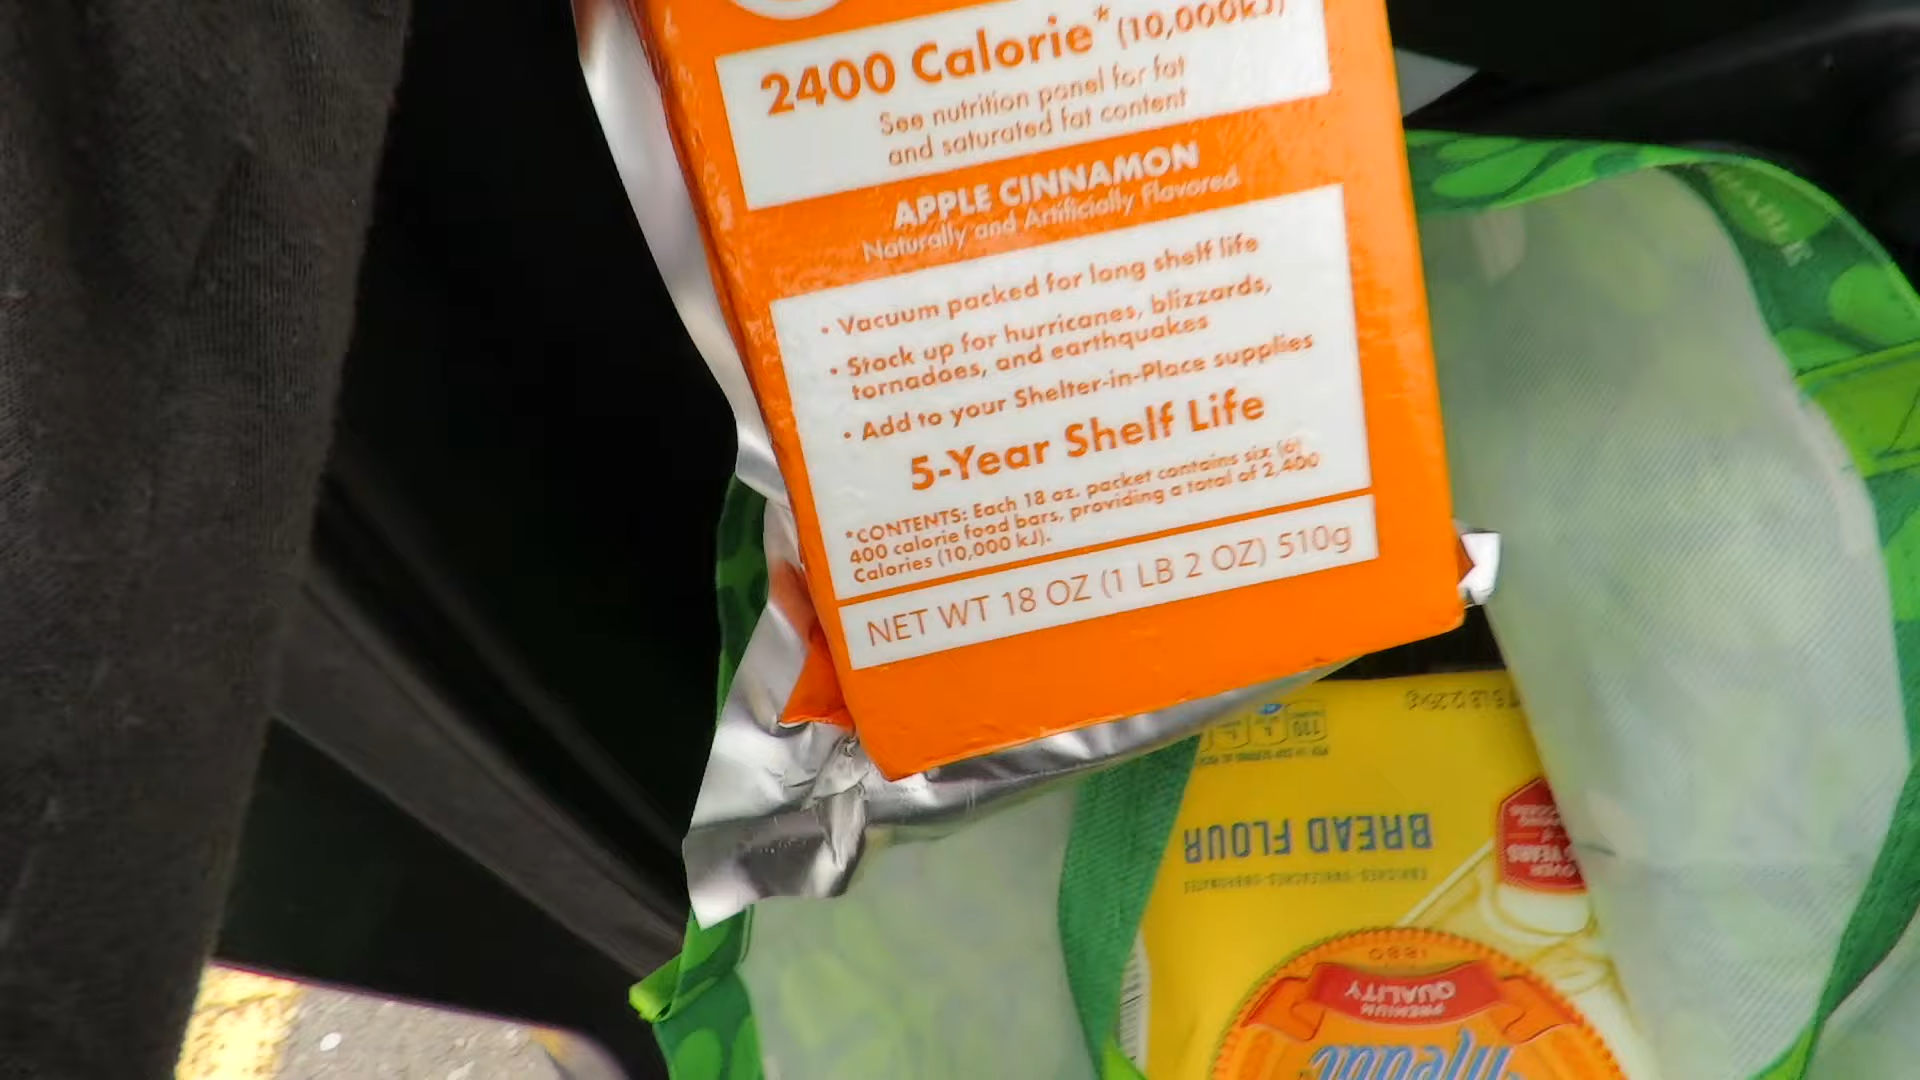 2400 Calorie* (10,000kJ)
See nutrition panel for fat
and saturated fat content
APPLE CINNAMON
Naturally and Artificially Flavored
• Vacuum packed for long shelf life
• Stock up for hurricanes, blizzards,
tornadoes, and earthquakes
• Add to your Shelter-in-Place supplies
5-Year Shelf Life
*CONTENTS: Each 18 oz. packet contains six (6)
400 calorie food bars, providing a total of 2,400
Calories (10,000 kJ).
NET WT 18 OZ (1 LB 2 OZ) 510g
BREAD FLOUR
1880
PREMIUM
QUALITY